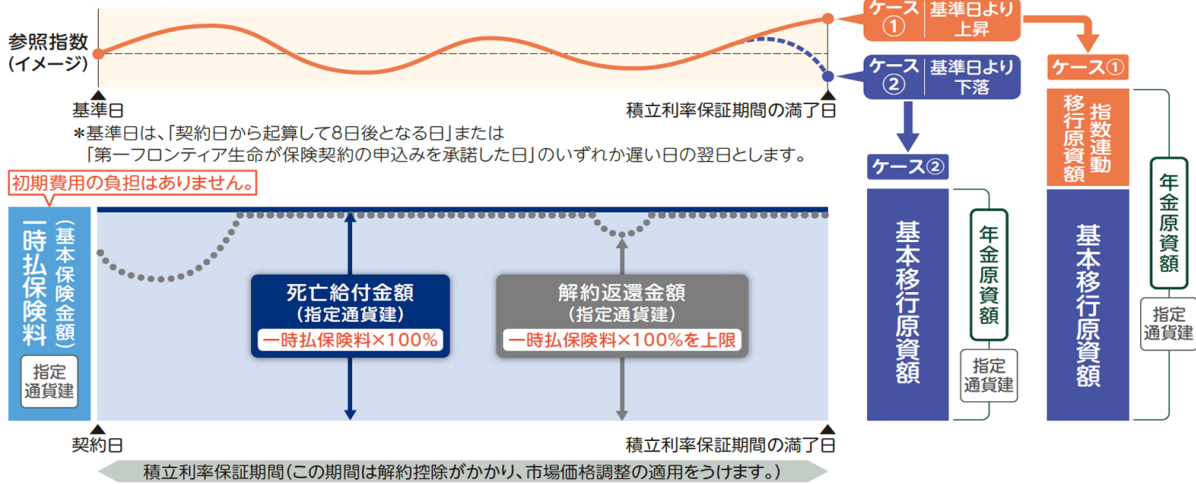 参照指数
(イメージ)
基準日
積立利率保証期間の満了日
ケース
①
基準日より
上昇
ケース
②
基準日より
下落
*基準日は、「契約日から起算して8日後となる日」または
「第一フロンティア生命が保険契約の申込みを承諾した日」のいずれか遅い日の翌日とします。
初期費用の負担はありません。
一時払保険料
(基本保険金額)
指定
通貨建
死亡給付金額
(指定通貨建)
一時払保険料×100%
解約返還金額
(指定通貨建)
一時払保険料×100%を上限
契約日
積立利率保証期間の満了日
積立利率保証期間(この期間は解約控除がかかり、市場価格調整の適用をうけます。)
ケース②
基本移行原資額
年金原資額
指定
通貨建
ケース①
指数連動
移行原資額
基本移行原資額
年金原資額
指定
通貨建